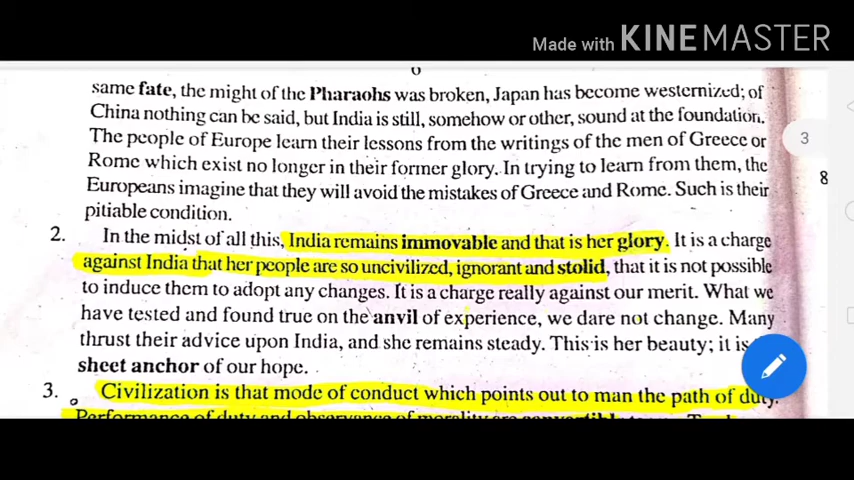 Made with KINEMASTER
same fate, the might of the Pharaohs was broken, Japan has become westernized; of
3
China nothing can be said, but India is still, somehow or other, sound at the foundation.
The people of Europe learn their lessons from the writings of the men of Greece or
Rome which exist no longer in their former glory. In trying to learn from them, the
8
Europeans imagine that they will avoid the mistakes of Greece and Rome. Such is their
pitiable condition.
2. In the midst of all this, India remains immovable and that is her glory. It is a charge
against India that her people are so uncivilized, ignorant and stolid, that it is not possible
to induce them to adopt any changes. It is a charge really against our merit. What we
have tested and found true on the anvil of experience, we dare not change. Many
thrust their advice upon India, and she remains steady. This is her beauty; it is
sheet anchor of our hope.
3. Civilization is that mode of conduct which points out to man the path of duty.
Performance of duty and observance of morality are convertible